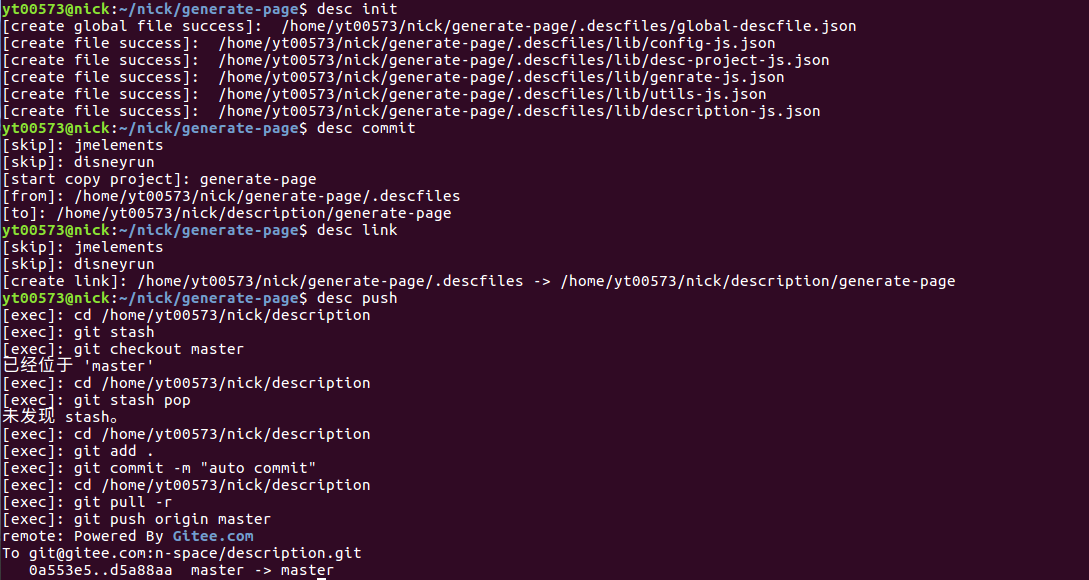 yt00573@nick:~/nick/generate-page$ desc init
[create global file success]:  /home/yt00573/nick/generate-page/.descfiles/global-descfile.json
[create file success]:  /home/yt00573/nick/generate-page/.descfiles/lib/config-js.json
[create file success]:  /home/yt00573/nick/generate-page/.descfiles/lib/desc-project-js.json
[create file success]:  /home/yt00573/nick/generate-page/.descfiles/lib/genrate-js.json
[create file success]:  /home/yt00573/nick/generate-page/.descfiles/lib/utils-js.json
[create file success]:  /home/yt00573/nick/generate-page/.descfiles/lib/description-js.json
yt00573@nick:~/nick/generate-page$ desc commit
[skip]: jmelements
[skip]: disneyrun
[start copy project]: generate-page
[from]: /home/yt00573/nick/generate-page/.descfiles
[to]: /home/yt00573/nick/description/generate-page
yt00573@nick:~/nick/generate-page$ desc link
[skip]: jmelements
[skip]: disneyrun
[create link]: /home/yt00573/nick/generate-page/.descfiles -> /home/yt00573/nick/description/generate-page
yt00573@nick:~/nick/generate-page$ desc push
[exec]: cd /home/yt00573/nick/description
[exec]: git stash
[exec]: git checkout master
已经位于 'master'
[exec]: cd /home/yt00573/nick/description
[exec]: git stash pop
未发现 stash。
[exec]: cd /home/yt00573/nick/description
[exec]: git add .
[exec]: git commit -m "auto commit"
[exec]: cd /home/yt00573/nick/description
[exec]: git pull -r
[exec]: git push origin master
remote: Powered By Gitee.com
To git@gitee.com:n-space/description.git
   0a553e5..d5a88aa  master -> master